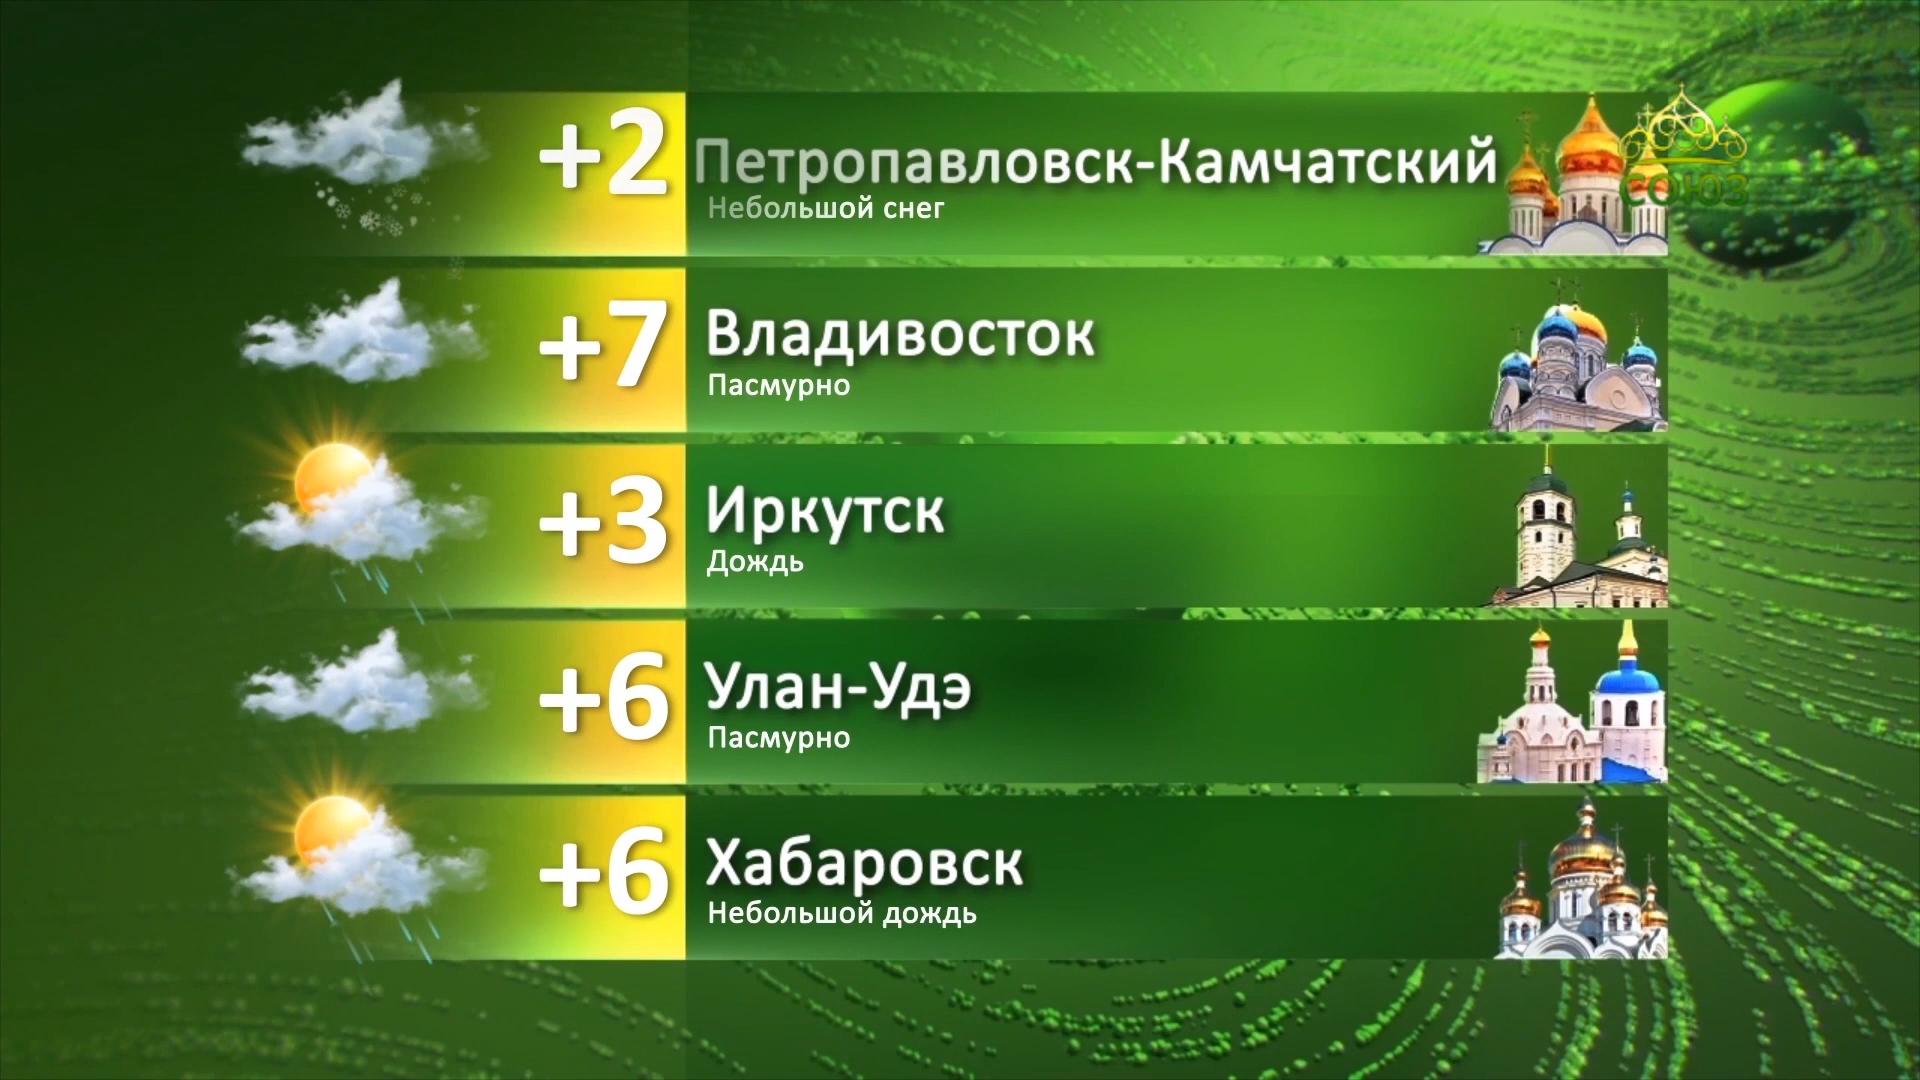 +2 Петропавловск-Камчатский
Небольшой снег
СОЮЗ
+7 Владивосток
Пасмурно
+3 Иркутск
Дождь
+6 Улан-Удэ
Пасмурно
+6 Хабаровск
Небольшой дождь